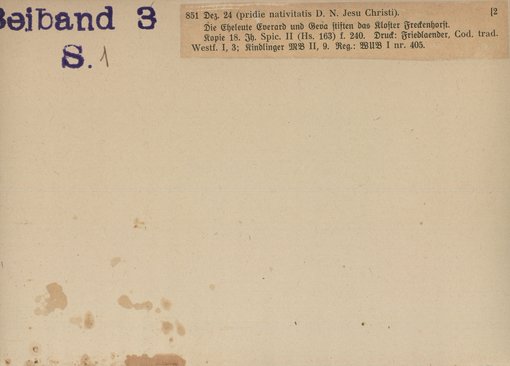 Beiband 3
S. 1
851 Dez. 24 (pridie nativitatis D. N. Jesu Christi). [2
Die Eheleute Everard und Geva stiften das Kloster Freckenhorst.
Kopie 18. Jh. Spic. II (Hs. 163) f. 240. Druck: Friedlaender, Cod. trad.
Westf. I, 3; Kindlinger MB II, 9. Reg.: WUB I nr. 405.